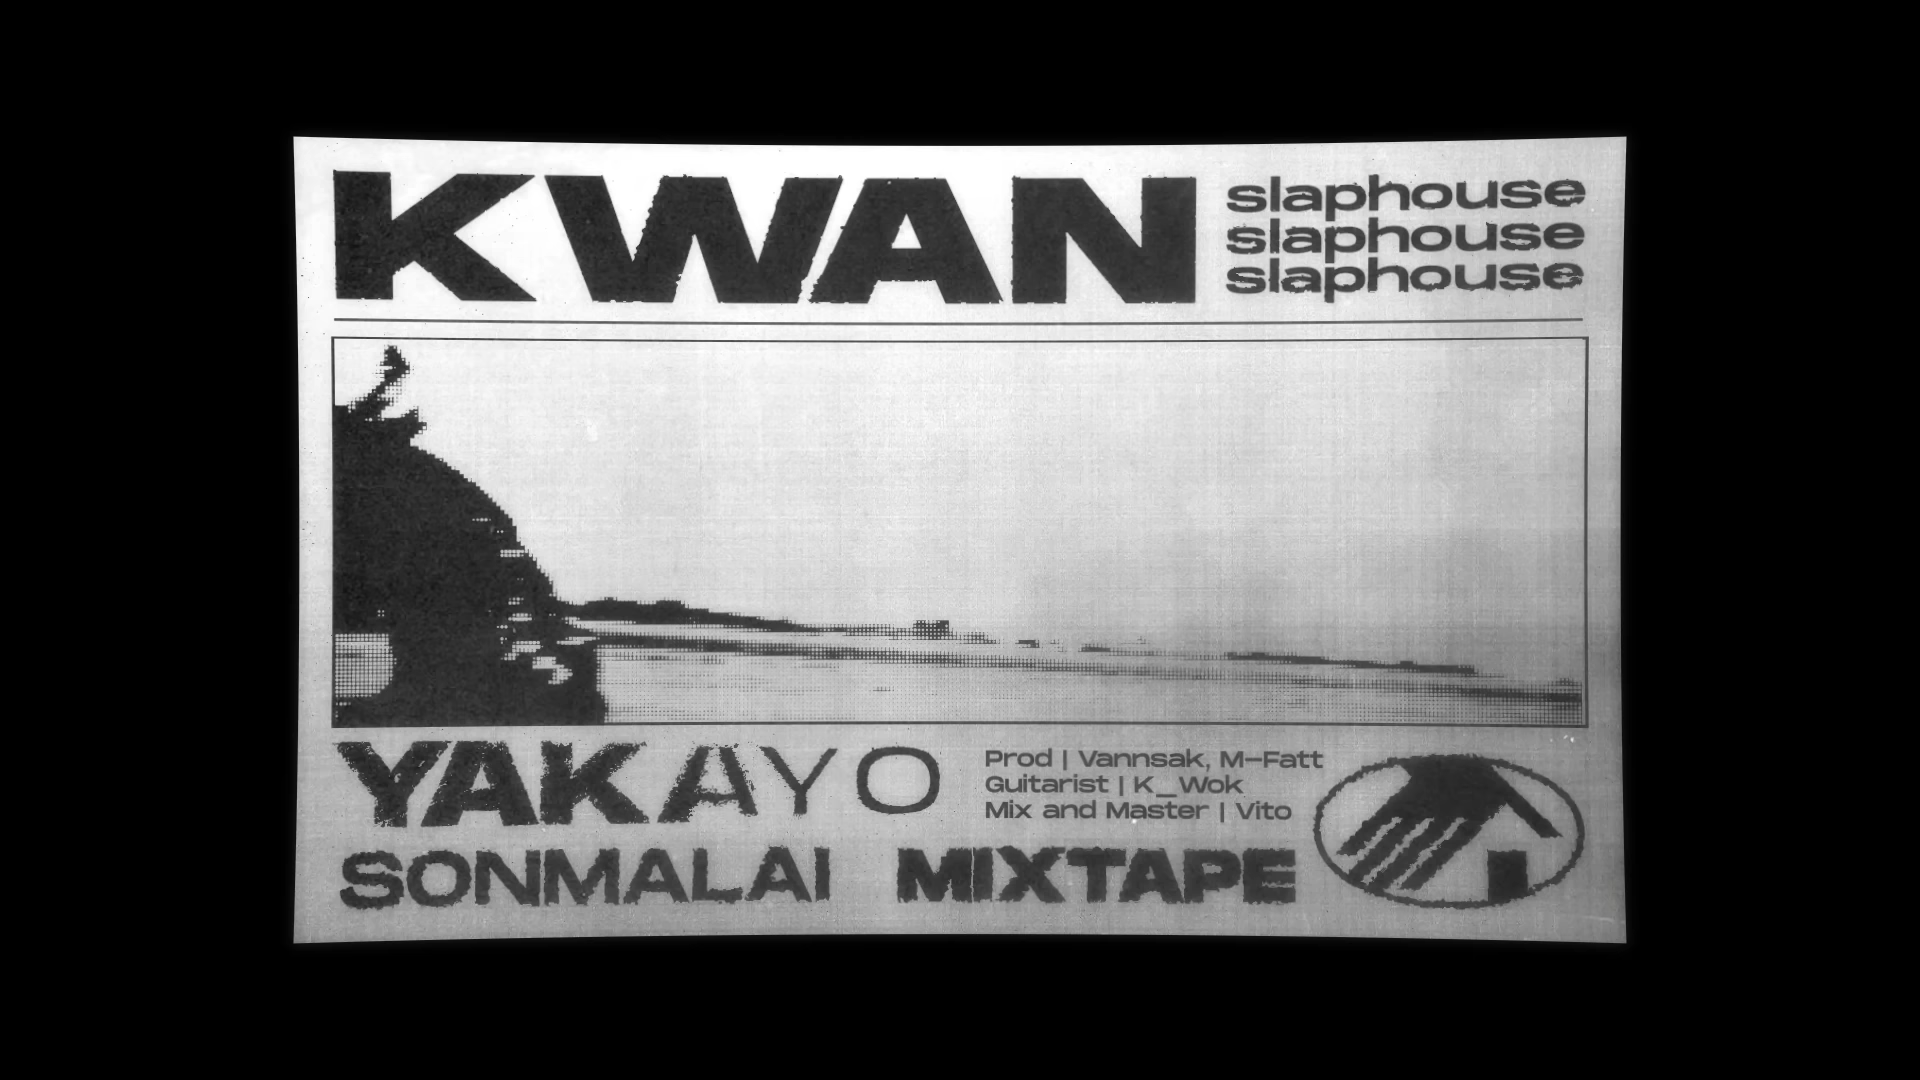 KWAN
slaphouse
slaphouse
slaphouse
YAKAYO
Prod | Vannsak, M-Fatt
Guitarist | K_Wok
Mix and Master | Vito
SONMALAI MIXTAPE